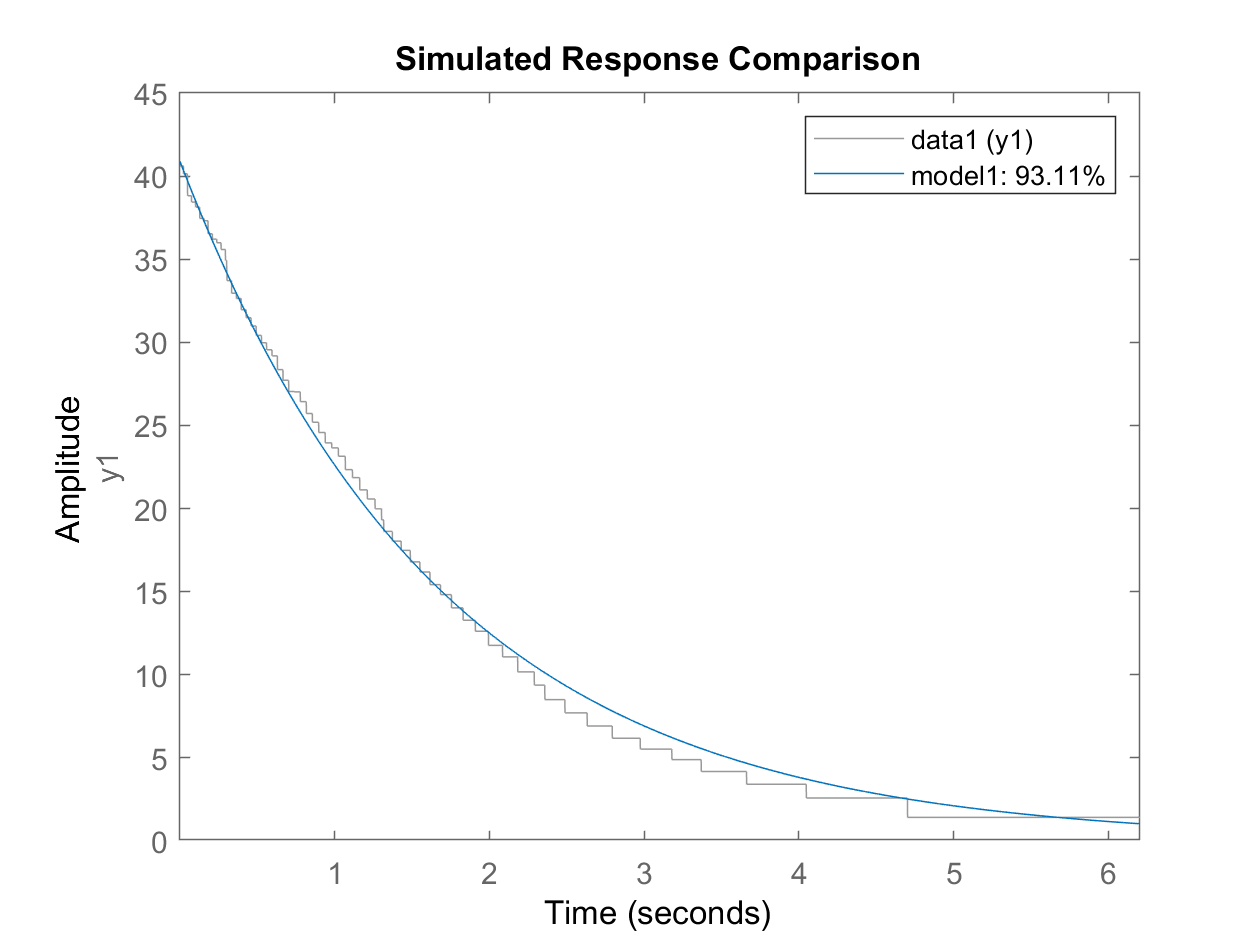 Simulated Response Comparison
data1 (y1)
model1: 93.11%
Amplitude
y1
45
40
35
30
25
20
15
10
5
0
1 2 3 4 5 6
Time (seconds)